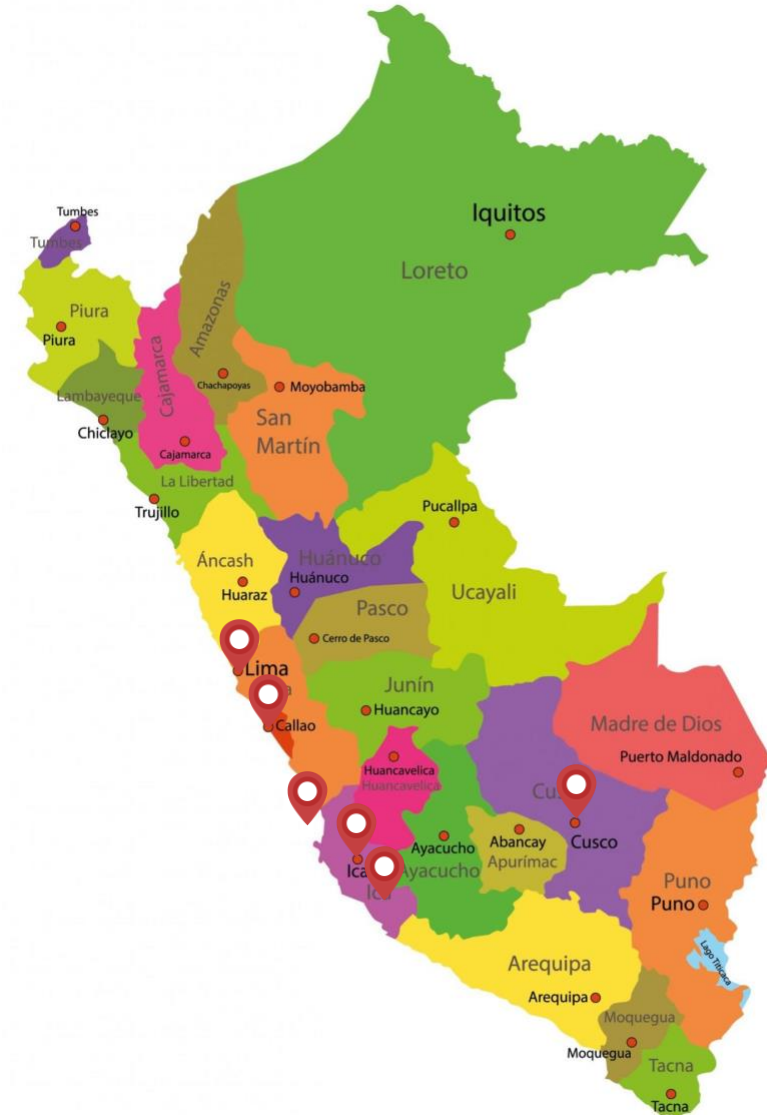 Iquitos
Tumbes
Tumbes
Loreto
Piura
Piura
Amazonas
Cajamarca
Chachapoyas
Moyobamba
Lambayeque
San
Martín
Chiclayo
Cajamarca
La Libertad
Trujillo
Pucallpa
Áncash
Huánuco
Huánuco
Huaraz
Ucayali
Pasco
Cerro de Pasco
Lima
Junín
Huancayo
Callao
Madre de Dios
Puerto Maldonado
Huancavelica
Huancavelica
Cusco
Ayacucho
Abancay
Apurímac
Ayacucho
Puno
Puno
Lago Titicaca
Arequipa
Arequipa
Moquegua
Moquegua
Tacna
Tacna